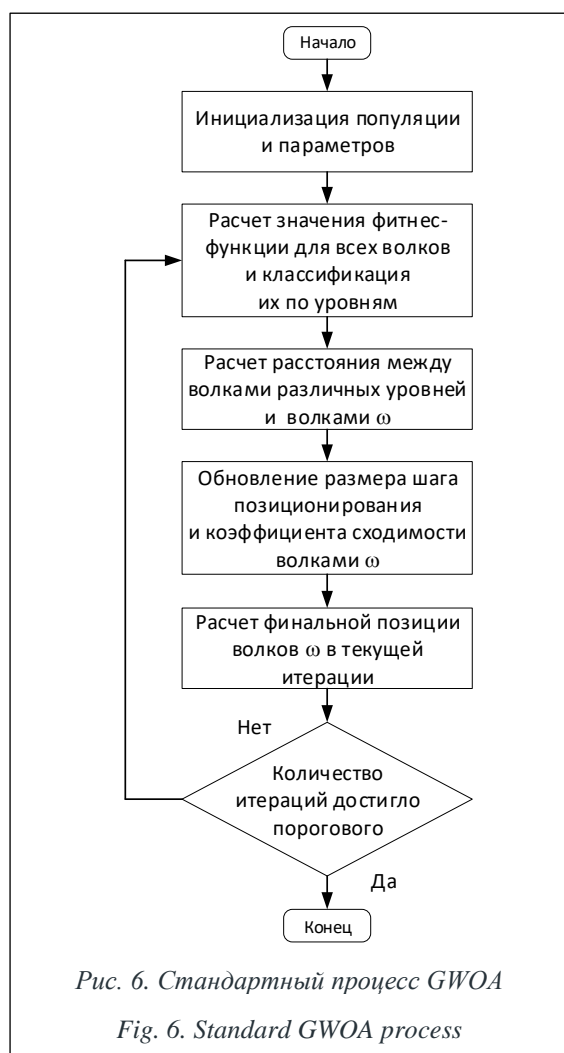 Начало
Инициализация популяции
и параметров
Расчет значения фитнес-
функции для всех волков
и классификация
их по уровням
Расчет расстояния между
волками различных уровней
и волками ω
Обновление размера шага
позиционирования
и коэффициента сходимости
волками ω
Расчет финальной позиции
волков ω в текущей
итерации
Нет
Количество
итераций достигло
порогового
Да
Конец
Рис. 6. Стандартный процесс GWOA
Fig. 6. Standard GWOA process